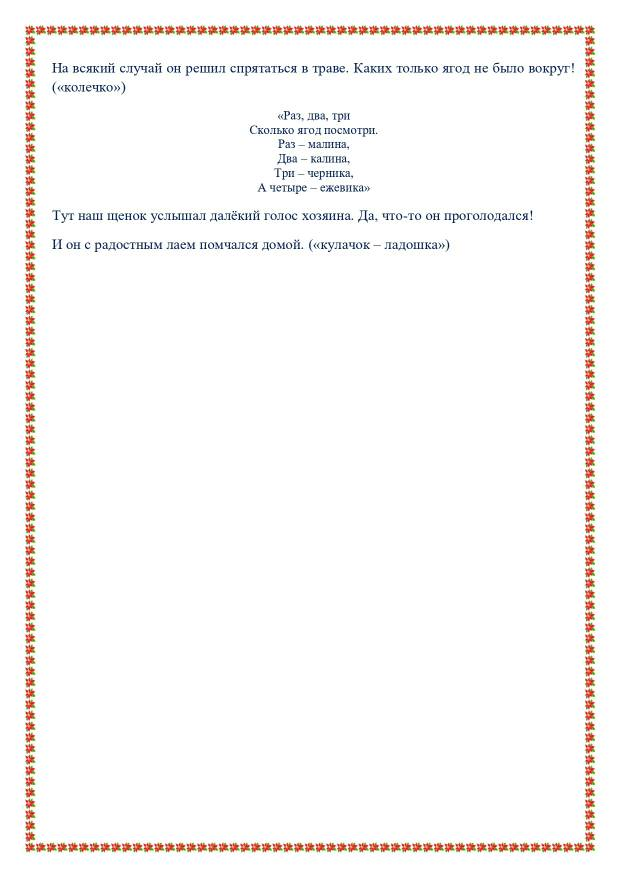 На всякий случай он решил спрятаться в траве. Каких только ягод не было вокруг!
(«колечко»)
«Раз, два, три
Сколько ягод посмотри.
Раз – малина,
Два – калина,
Три – черника,
А четыре – ежевика»
Тут наш щенок услышал далёкий голос хозяина. Да, что-то он проголодался!
И он с радостным лаем помчался домой. («кулачок – ладошка»)